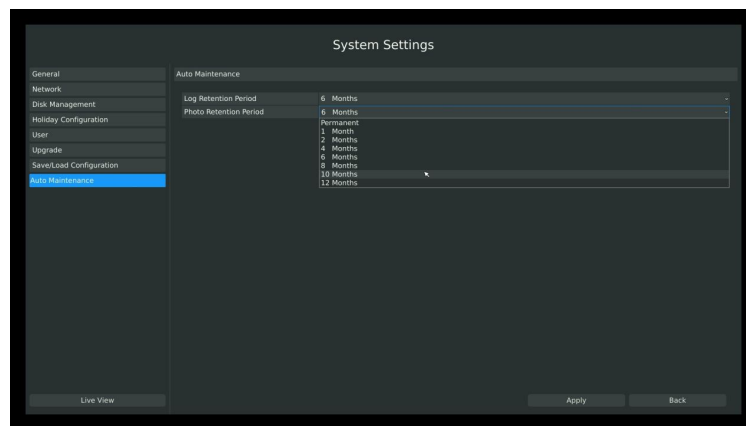 System Settings
General
Network
Disk Management
Holiday Configuration
User
Upgrade
Save/Load Configuration
Auto Maintenance
Live View
Auto Maintenance
Log Retention Period 6 Months
Photo Retention Period 6 Months
Permanent
1 Month
2 Months
4 Months
6 Months
8 Months
10 Months
12 Months
Apply Back